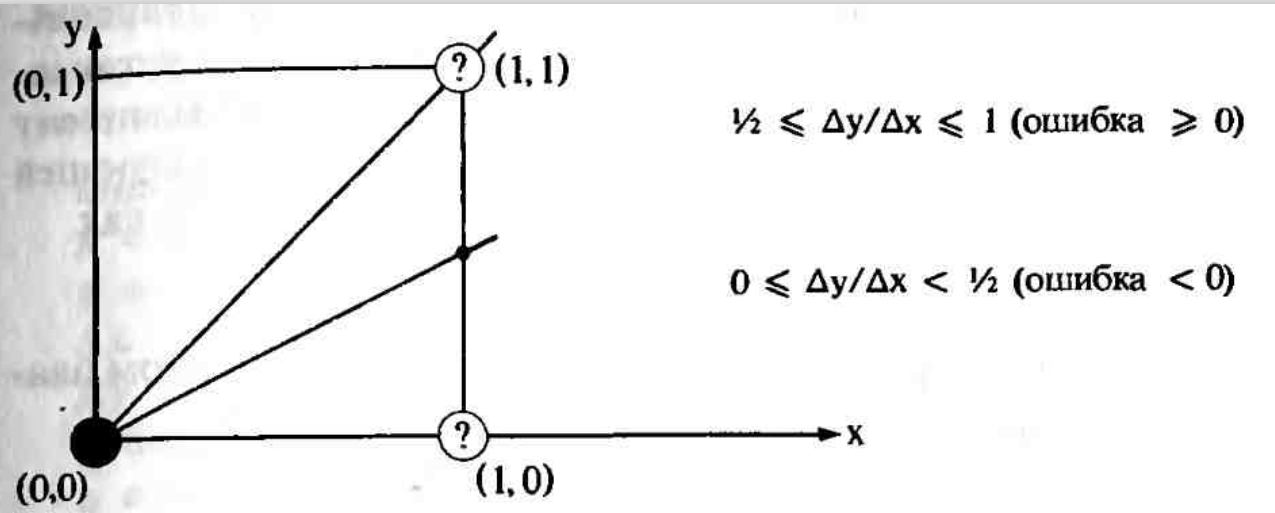 y
(0,1)
? (1,1)
½ ⩽ Δy/Δx ⩽ 1 (ошибка ⩾ 0)
0 ⩽ Δy/Δx < ½ (ошибка < 0)
? x
(0,0)
(1,0)